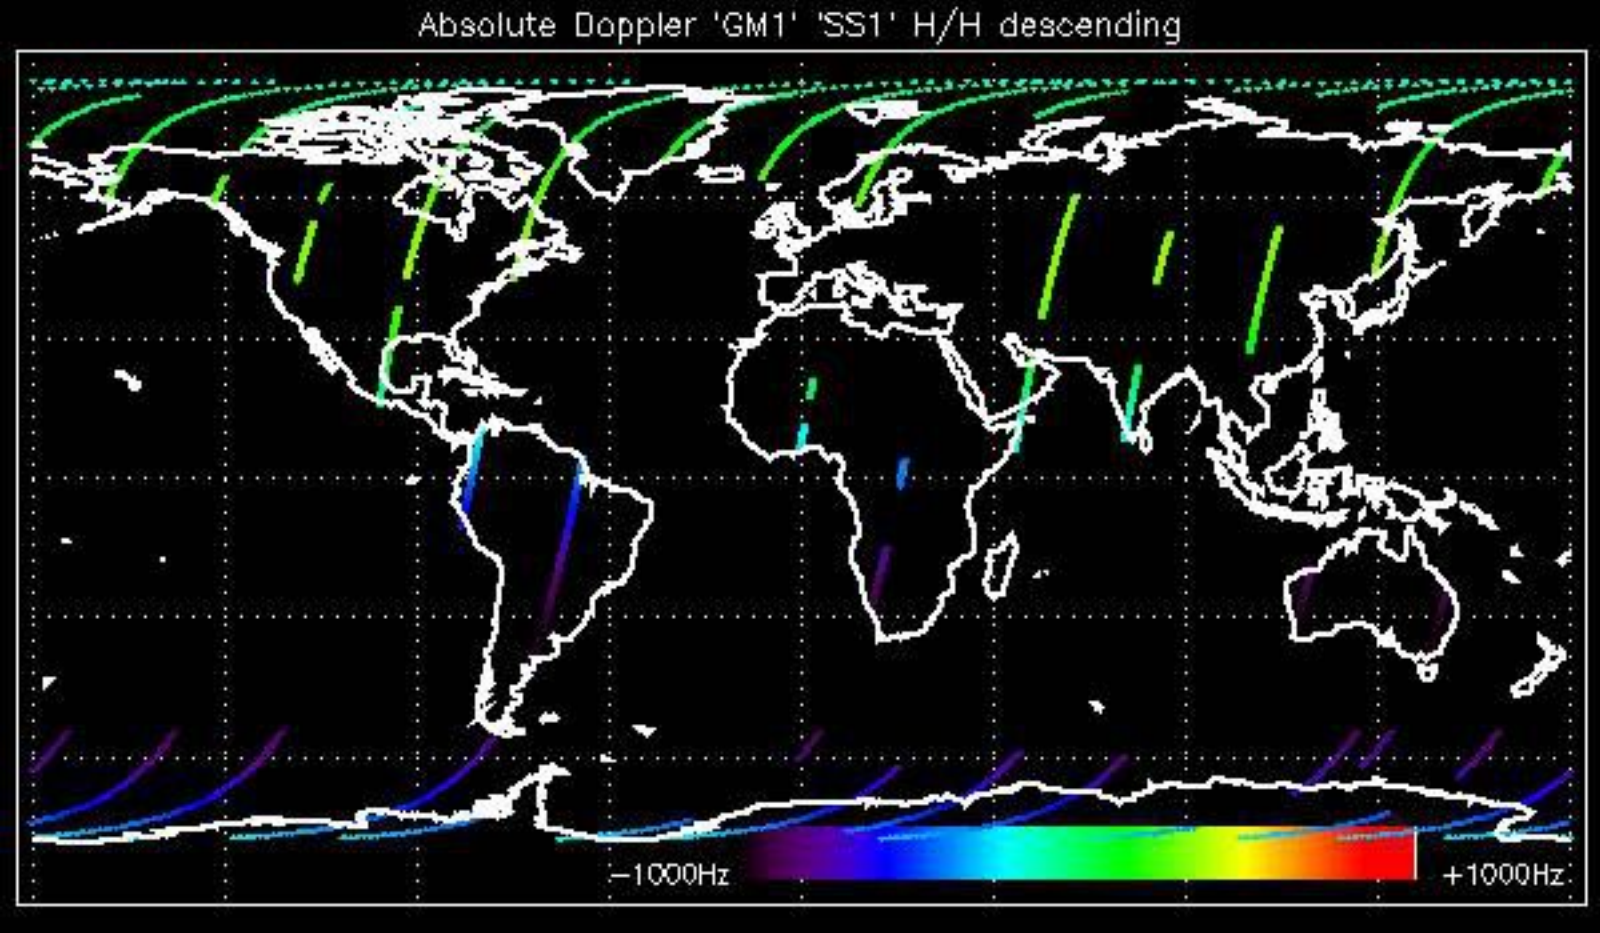 Absolute Doppler 'GM1' 'SS1' H/H descending
−1000Hz
+1000Hz